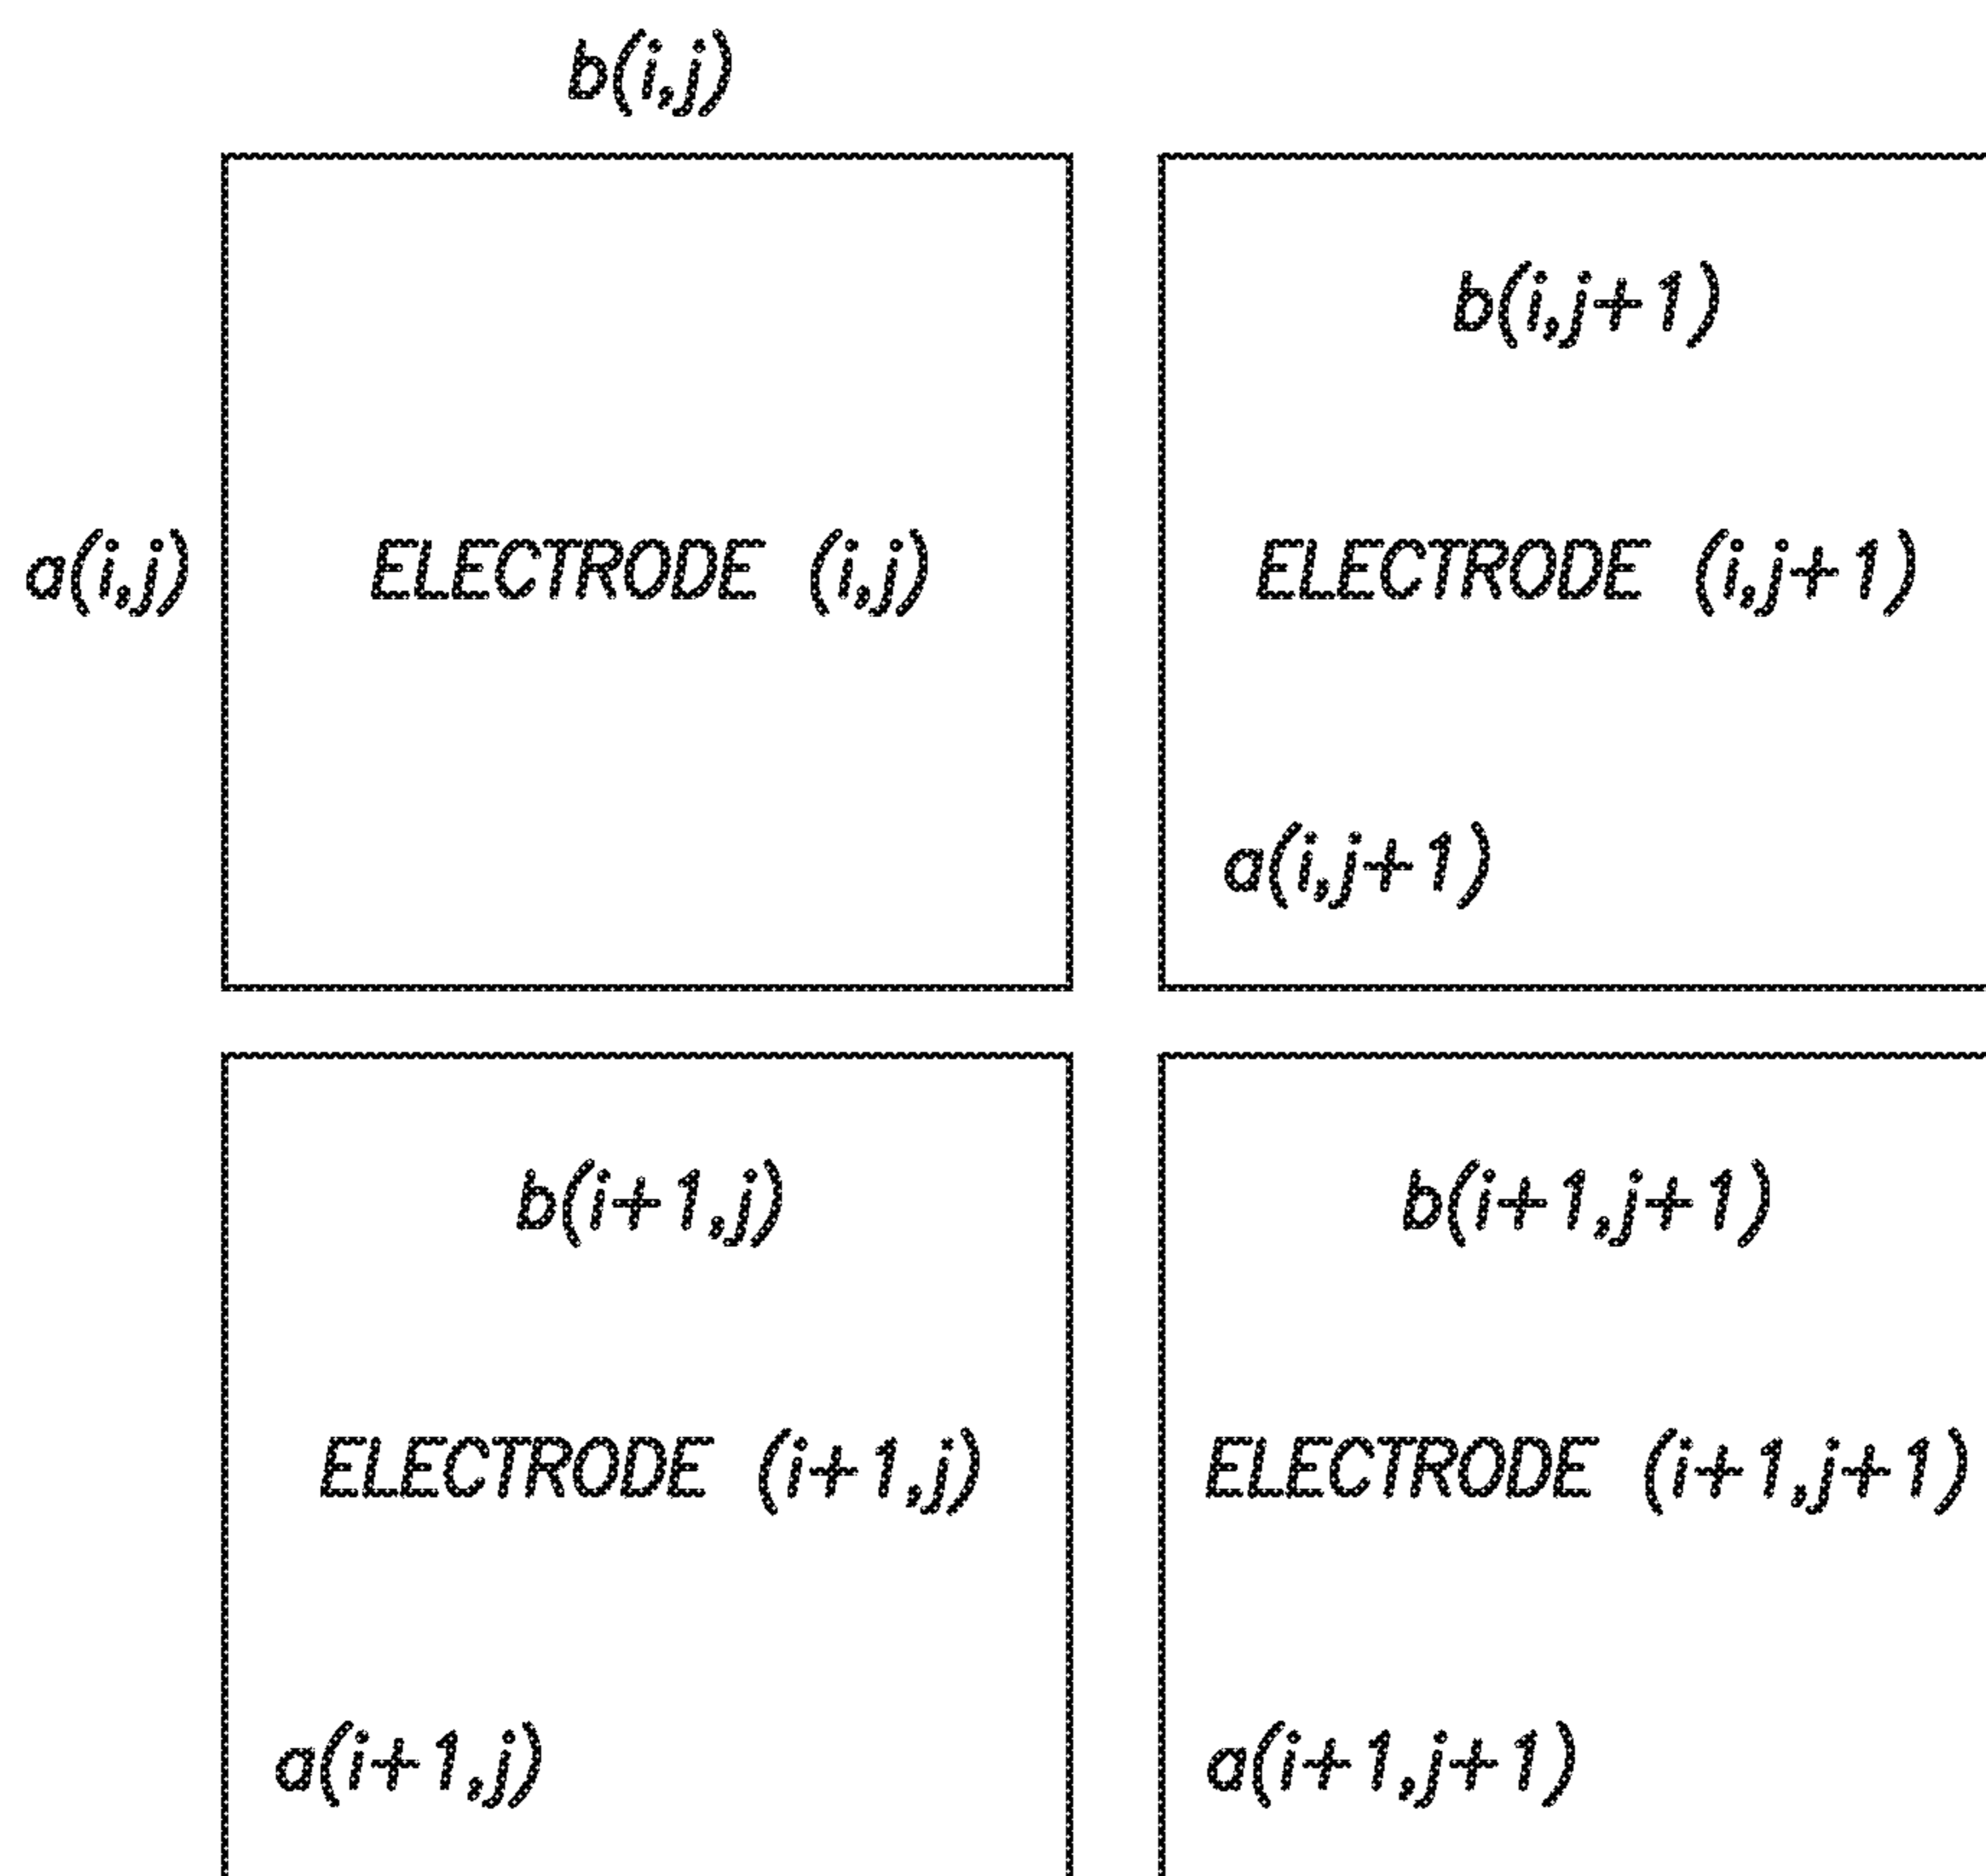 b(i,j)
b(i,j+1)
a(i,j) ELECTRODE (i,j) ELECTRODE (i,j+1)
a(i,j+1)
b(i+1,j) b(i+1,j+1)
ELECTRODE (i+1,j) ELECTRODE (i+1,j+1)
a(i+1,j) a(i+1,j+1)